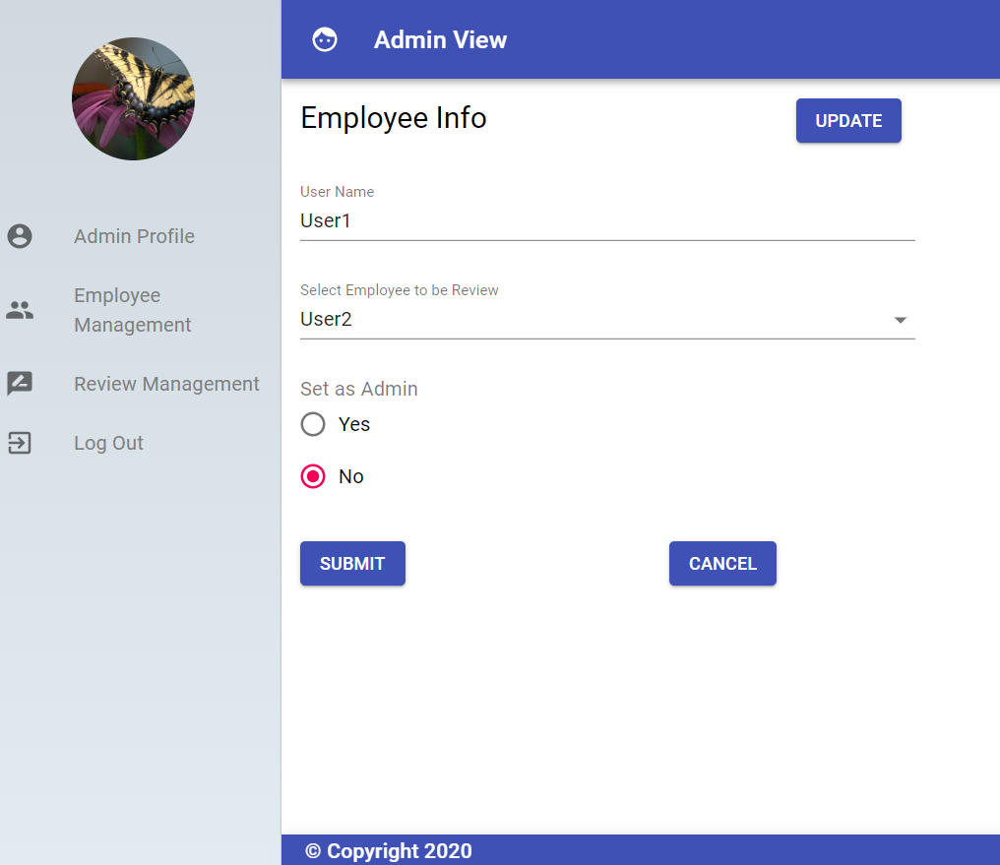 Admin View
Admin Profile
Employee
Management
Review Management
Log Out
Employee Info
UPDATE
User Name
User1
Select Employee to be Review
User2
Set as Admin
Yes
No
SUBMIT
CANCEL
© Copyright 2020